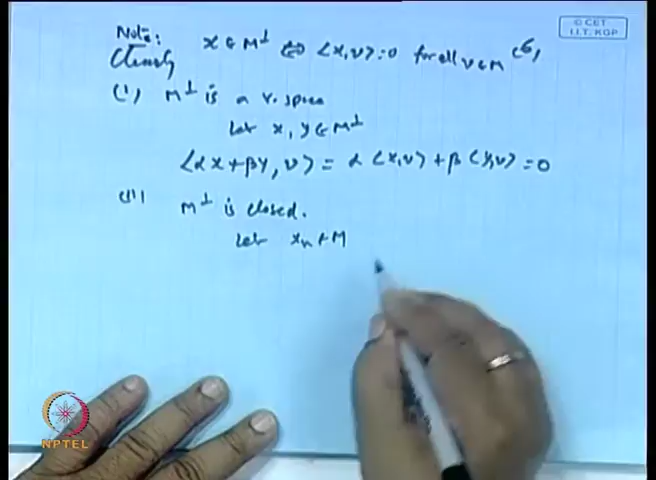 © CET
I.I.T. KGP
Note: x ∈ M⊥ ⇔ <x,v> = 0 for all v ∈ M (6)
Clearly
(i) M⊥ is a v. space
Let x, y ∈ M⊥
<αx+βy, v> = α <x,v> + β <y,v> = 0
(ii) M⊥ is closed.
Let xn ∈ M
NPTEL